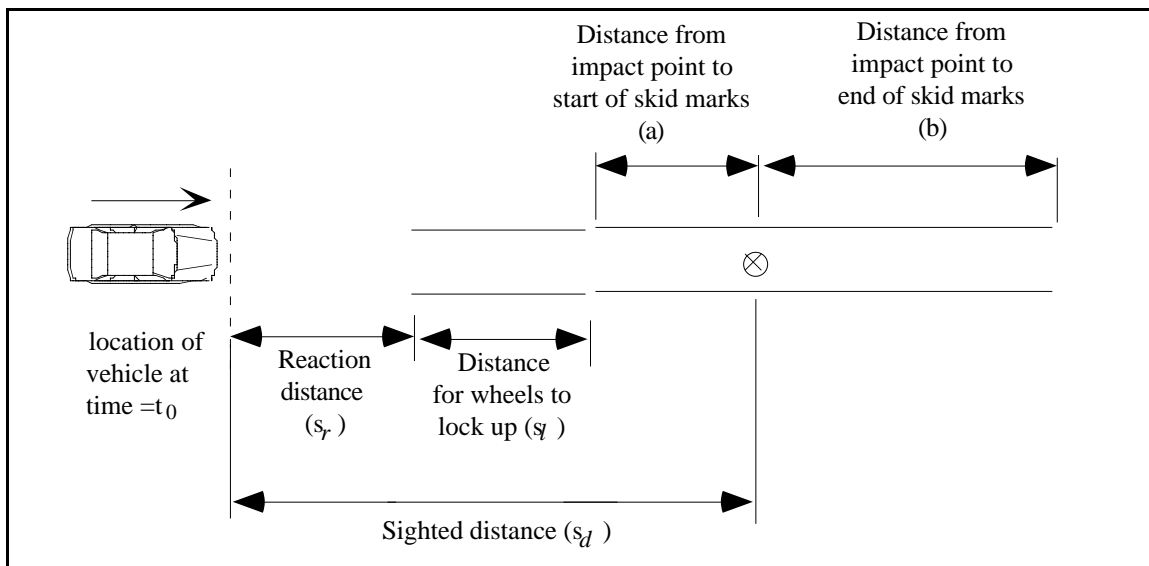 Distance from
impact point to
start of skid marks
(a)
Distance from
impact point to
end of skid marks
(b)
location of
vehicle at
time =t0
Reaction
distance
(sr )
Distance
for wheels to
lock up (sl )
Sighted distance (sd )